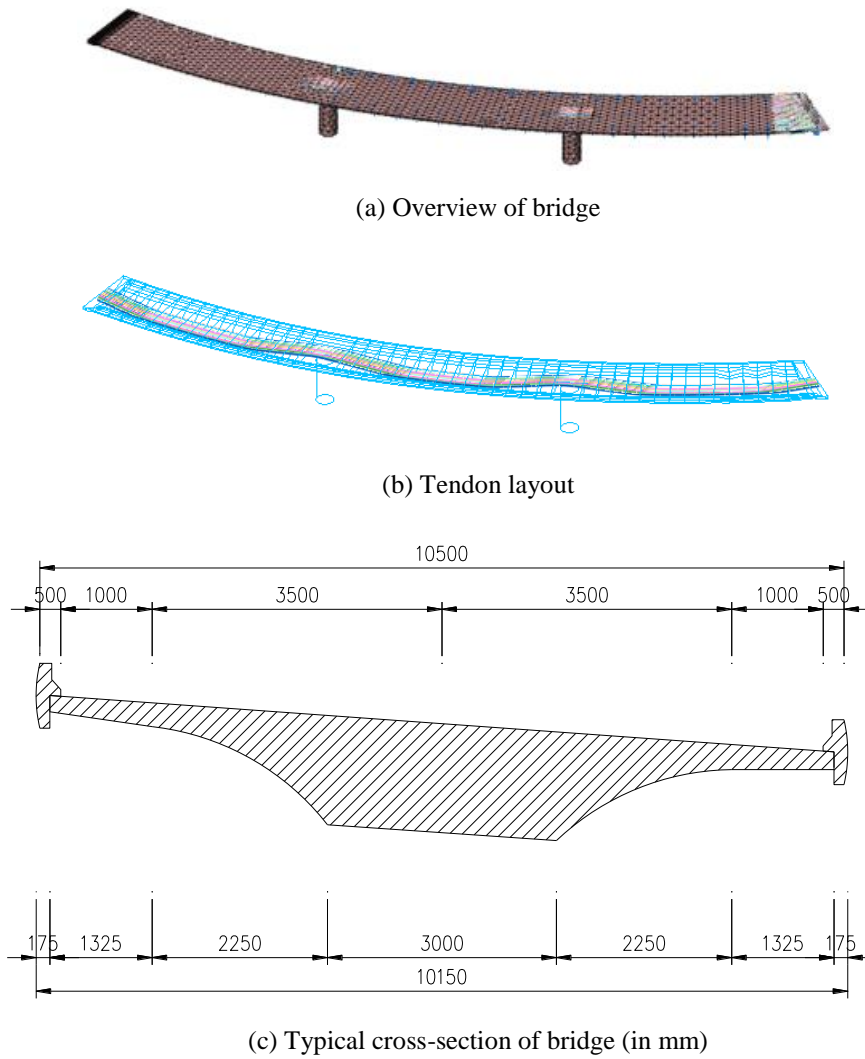 (a) Overview of bridge
(b) Tendon layout
10500
500 1000 3500 3500 1000 500
175 1325 2250 3000 2250 1325 175
10150
(c) Typical cross-section of bridge (in mm)